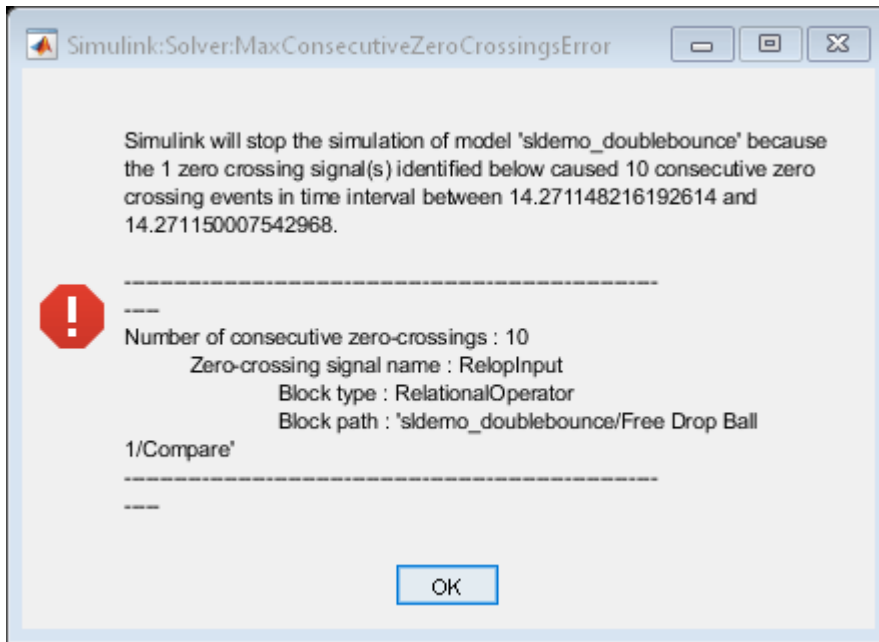 Simulink:Solver:MaxConsecutiveZeroCrossingsError
Simulink will stop the simulation of model 'sldemo_doublebounce' because
the 1 zero crossing signal(s) identified below caused 10 consecutive zero
crossing events in time interval between 14.271148216192614 and
14.271150007542968.
--------------------------------------------------------------------------------
-----
Number of consecutive zero-crossings : 10
Zero-crossing signal name : RelopInput
Block type : RelationalOperator
Block path : 'sldemo_doublebounce/Free Drop Ball
1/Compare'
--------------------------------------------------------------------------------
-----
OK